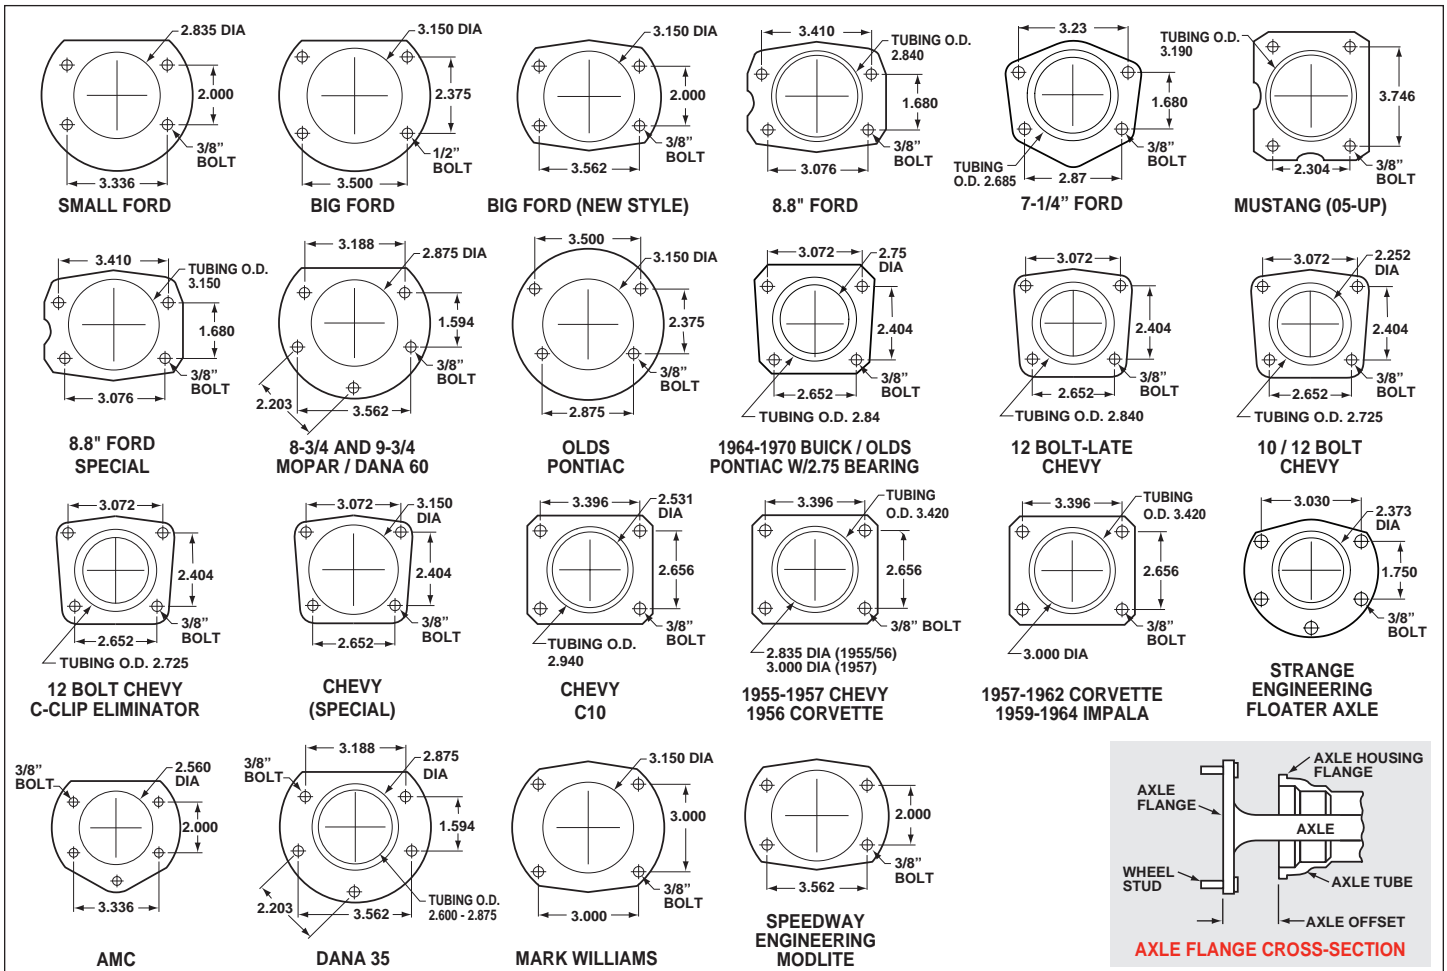 2.835 DIA
2.000
3/8”
BOLT
3.336
SMALL FORD
3.150 DIA
2.375
1/2”
BOLT
3.500
BIG FORD
3.150 DIA
2.000
3/8”
BOLT
3.562
BIG FORD (NEW STYLE)
3.410
TUBING O.D.
2.840
1.680
3/8”
BOLT
3.076
8.8" FORD
3.23
1.680
3/8”
BOLT
TUBING
O.D. 2.685
2.87
7-1/4” FORD
TUBING O.D.
3.190
3.746
3/8”
BOLT
2.304
MUSTANG (05-UP)
3.410
TUBING O.D.
3.150
1.680
3/8”
BOLT
3.076
8.8" FORD
SPECIAL
3.188
2.875 DIA
1.594
3/8”
BOLT
2.203
3.562
8-3/4 AND 9-3/4
MOPAR / DANA 60
3.500
3.150 DIA
2.375
3/8”
BOLT
2.875
OLDS
PONTIAC
3.072
2.75
DIA
2.404
3/8”
BOLT
2.652
TUBING O.D. 2.84
1964-1970 BUICK / OLDS
PONTIAC W/2.75 BEARING
3.072
2.404
3/8”
BOLT
2.652
TUBING O.D. 2.840
12 BOLT-LATE
CHEVY
3.072
2.252
DIA
2.404
3/8”
BOLT
2.652
TUBING O.D. 2.725
10 / 12 BOLT
CHEVY
3.072
2.404
3/8”
BOLT
2.652
TUBING O.D. 2.725
12 BOLT CHEVY
C-CLIP ELIMINATOR
3.072
3.150
DIA
2.404
3/8”
BOLT
2.652
CHEVY
(SPECIAL)
3.396
2.531
DIA
2.656
3/8”
BOLT
TUBING O.D.
2.940
CHEVY
C10
3.396
TUBING
O.D. 3.420
2.656
3/8” BOLT
2.835 DIA (1955/56)
3.000 DIA (1957)
1955-1957 CHEVY
1956 CORVETTE
3.396
TUBING
O.D. 3.420
2.656
3/8”
BOLT
3.000 DIA
1957-1962 CORVETTE
1959-1964 IMPALA
3.030
2.373
DIA
1.750
3/8”
BOLT
STRANGE
ENGINEERING
FLOATER AXLE
3/8”
BOLT
2.560
DIA
2.000
3.336
AMC
3.188
3/8”
BOLT
2.875
DIA
1.594
2.203
3.562
TUBING O.D.
2.600 - 2.875
DANA 35
3.150 DIA
3.000
3/8”
BOLT
3.000
MARK WILLIAMS
2.000
3/8”
BOLT
3.562
SPEEDWAY
ENGINEERING
MODLITE
AXLE HOUSING
FLANGE
AXLE
FLANGE
AXLE
WHEEL
STUD
AXLE TUBE
AXLE OFFSET
AXLE FLANGE CROSS-SECTION